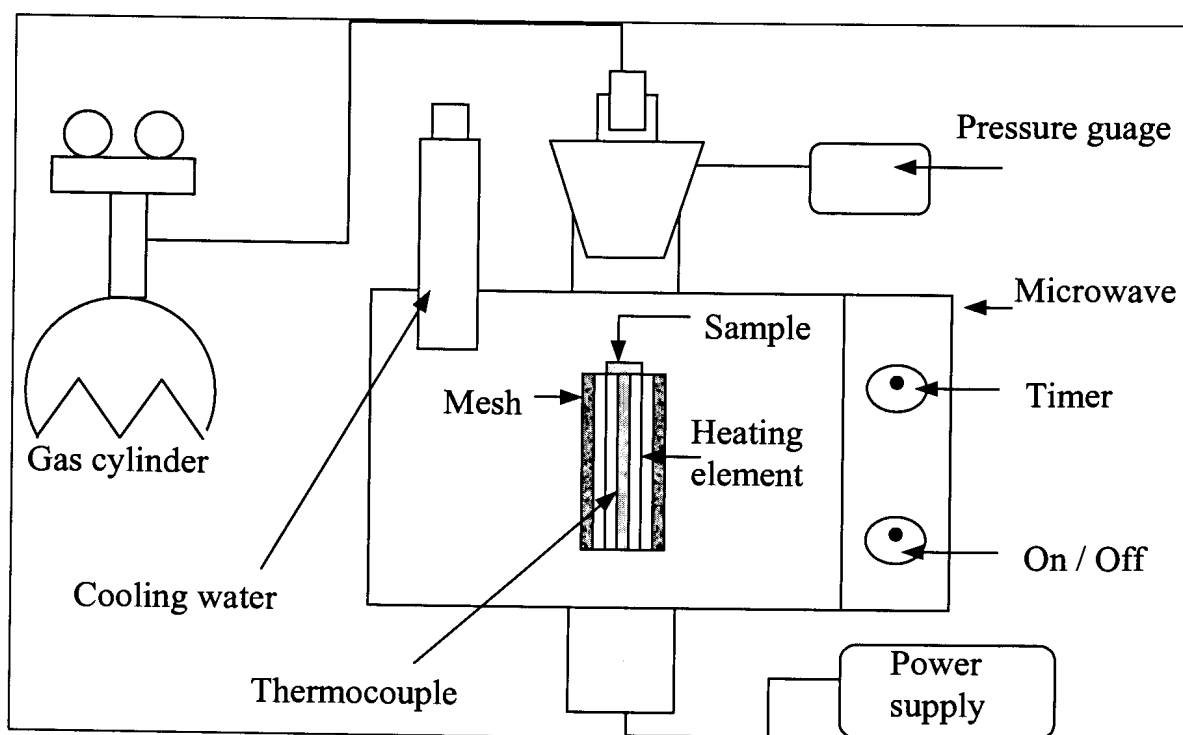 Pressure guage
Microwave
Sample
Mesh
Timer
Heating
element
Gas cylinder
On / Off
Cooling water
Thermocouple
Power
supply